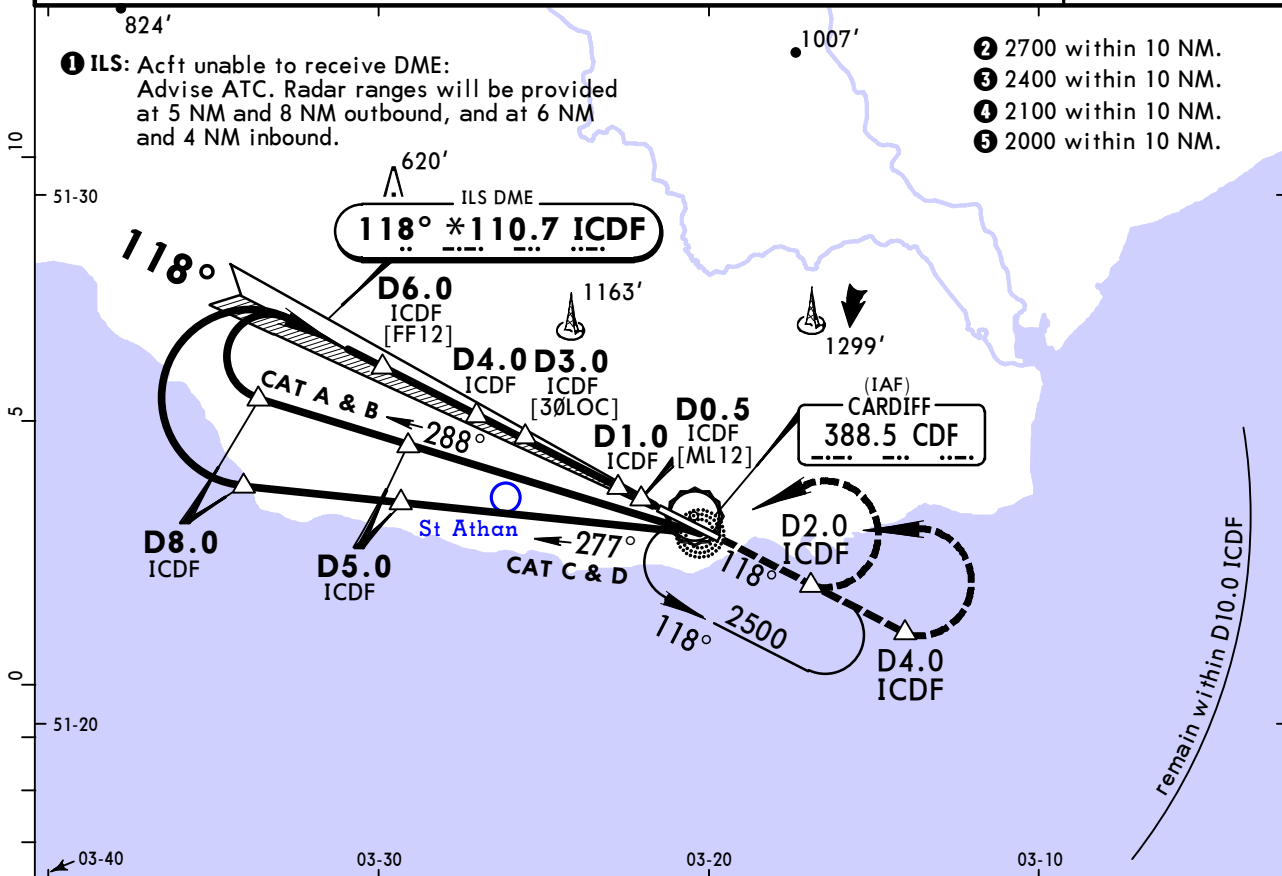 824'
1007'
1 ILS: Acft unable to receive DME:
Advise ATC. Radar ranges will be provided
at 5 NM and 8 NM outbound, and at 6 NM
and 4 NM inbound.
2 2700 within 10 NM.
3 2400 within 10 NM.
4 2100 within 10 NM.
5 2000 within 10 NM.
10
51-30
620'
ILS DME
118° *110.7 ICDF
118°
D6.0
ICDF
[FF12]
1163'
1299'
D4.0
ICDF
D3.0
ICDF
[3ØLOC]
(IAF)
CARDIFF
388.5 CDF
D0.5
ICDF
[ML12]
D1.0
ICDF
5
CAT A & B
288°
St Athan
277°
CAT C & D
D8.0
ICDF
D5.0
ICDF
D2.0
ICDF
118°
2500
118°
D4.0
ICDF
remain within D10.0 ICDF
0
51-20
03-40
03-30
03-20
03-10